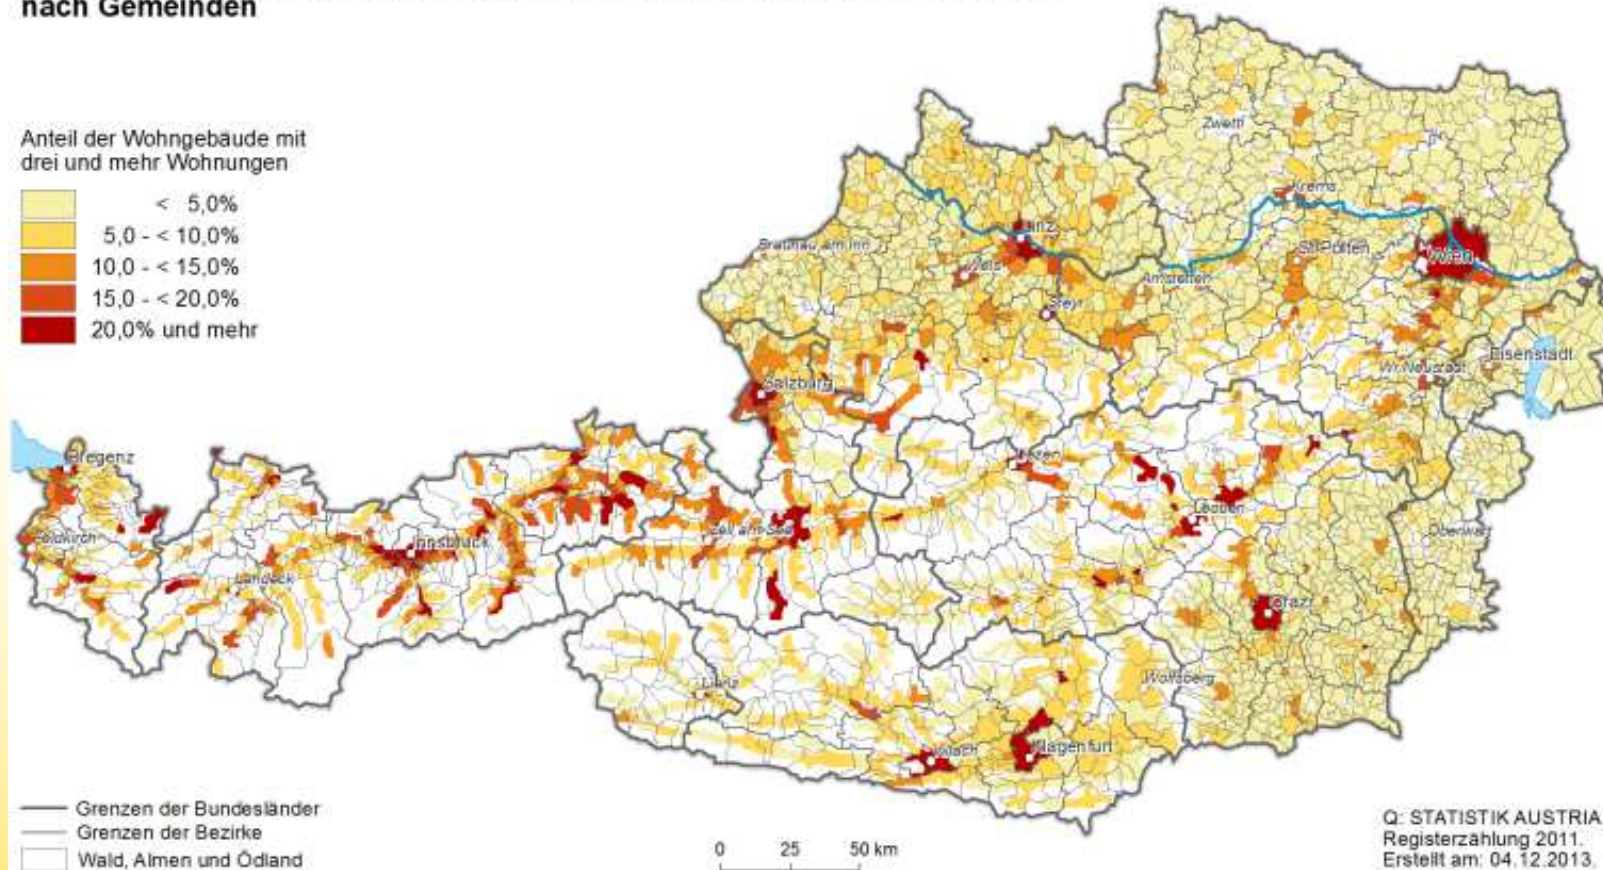 nach Gemeinden
Anteil der Wohngebäude mit
drei und mehr Wohnungen
< 5,0%
5,0 - < 10,0%
10,0 - < 15,0%
15,0 - < 20,0%
20,0% und mehr
Zwettl
Krems
Linz
Braunau am Inn
Wels
St.Pölten
Wien
Amstetten
Steyr
Eisenstadt
Wr.Neustadt
Salzburg
Bregenz
Liezen
Leoben
Zell am See
Oberwart
Feldkirch
Innsbruck
Landeck
Graz
Wolfsberg
Lienz
Villach
Klagenfurt
Grenzen der Bundesländer
Grenzen der Bezirke
Wald, Almen und Ödland
0 25 50 km
Q: STATISTIK AUSTRIA
Registerzählung 2011.
Erstellt am: 04.12.2013.